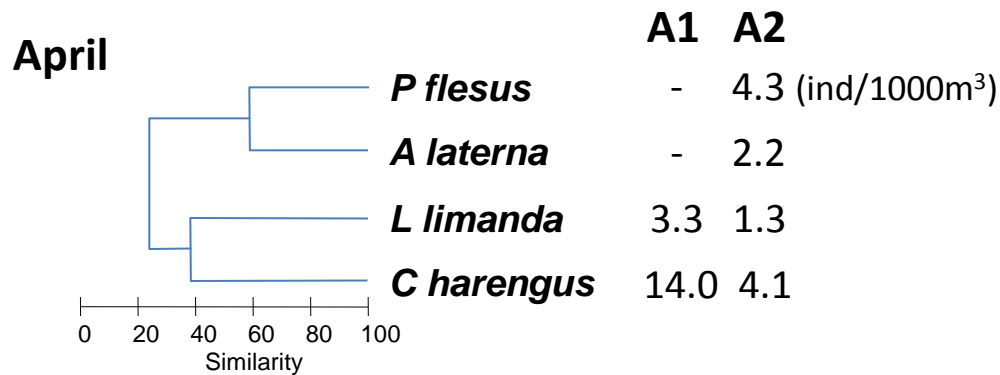 A1 A2
April
P flesus - 4.3 (ind/1000m³)
A laterna - 2.2
L limanda 3.3 1.3
C harengus 14.0 4.1
0 20 40 60 80 100
Similarity